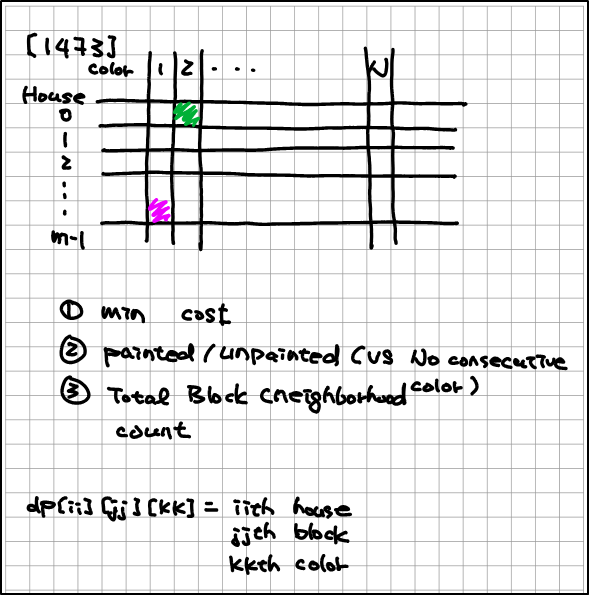 [1473]
color 1 2 . . . N
House
0
1
2
:
:
m-1
① min cost
② painted / unpainted (vs No consecutive color)
③ Total Block (neighborhood)
count
dp[ii][jj][kk] = iith house
jjth block
kkth color